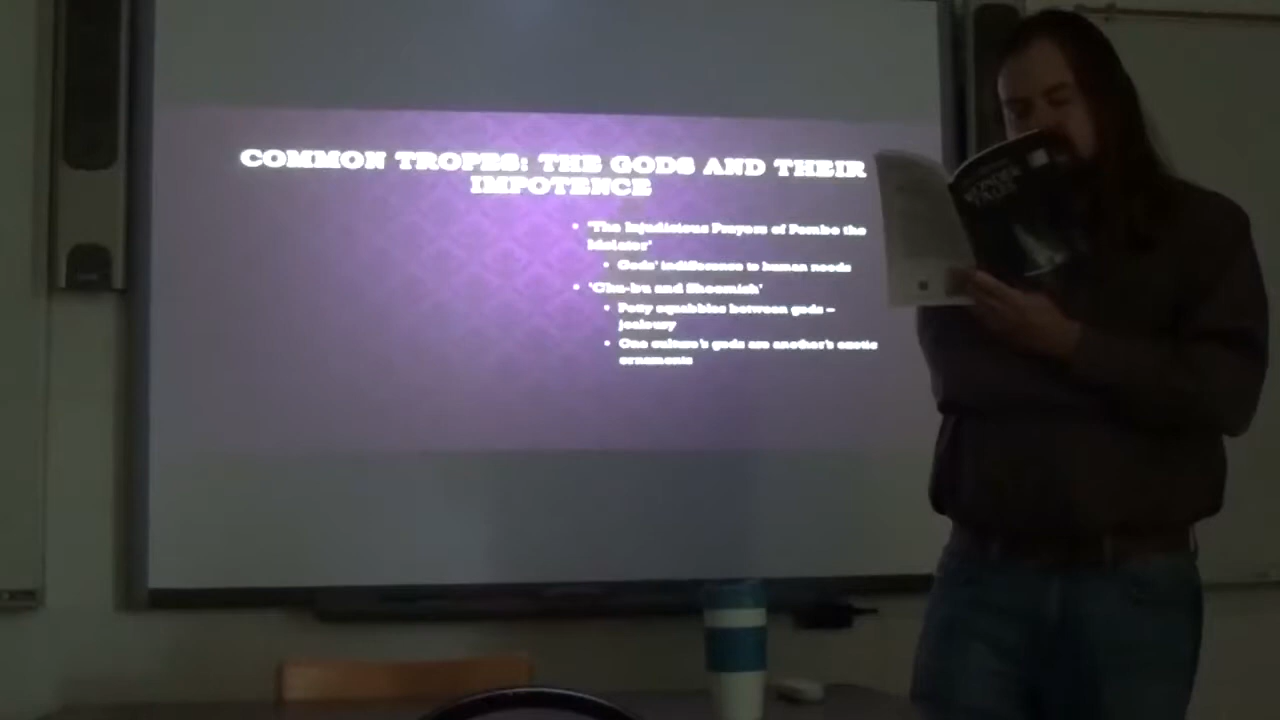 COMMON TROPES: THE GODS AND THEIR
IMPOTENCE
• 'The Injudicious Prayers of Pombo the
Idolater'
• Gods' indifference to human needs
• 'Chu-bu and Sheemish'
• Petty squabbles between gods –
jealousy
• One culture's gods are another's exotic
ornaments